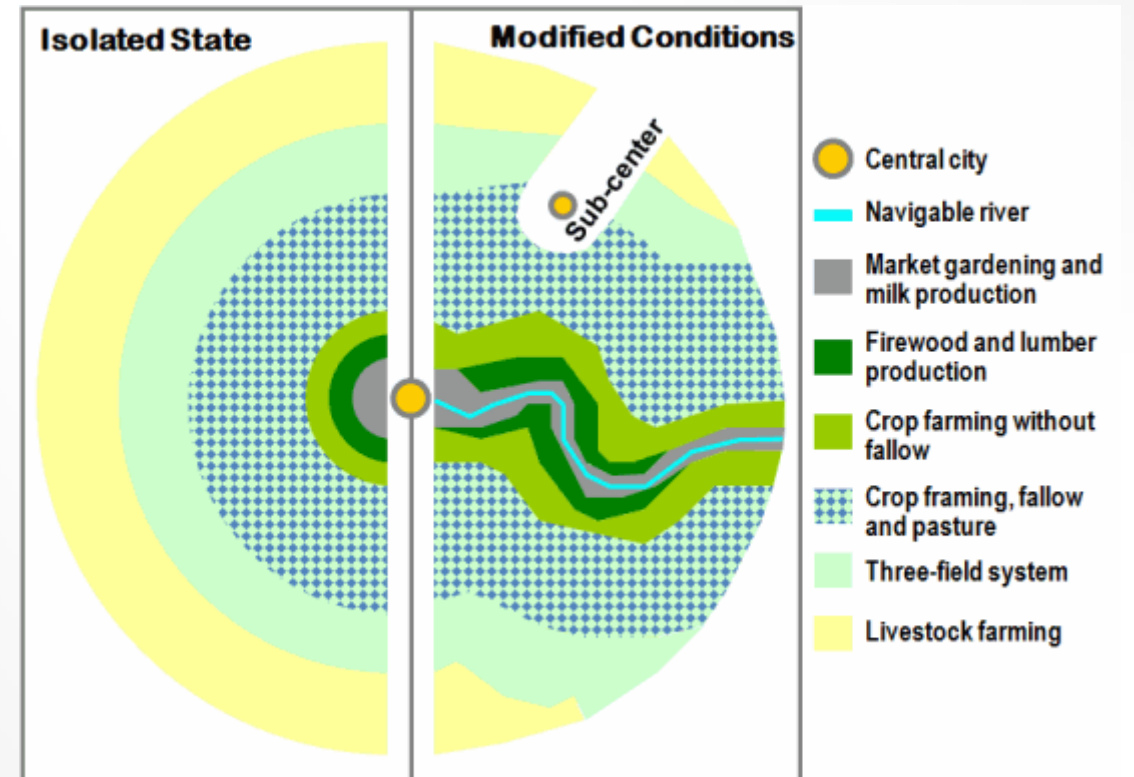 Isolated State
Modified Conditions
Sub-center
Central city
Navigable river
Market gardening and
milk production
Firewood and lumber
production
Crop farming without
fallow
Crop framing, fallow
and pasture
Three-field system
Livestock farming